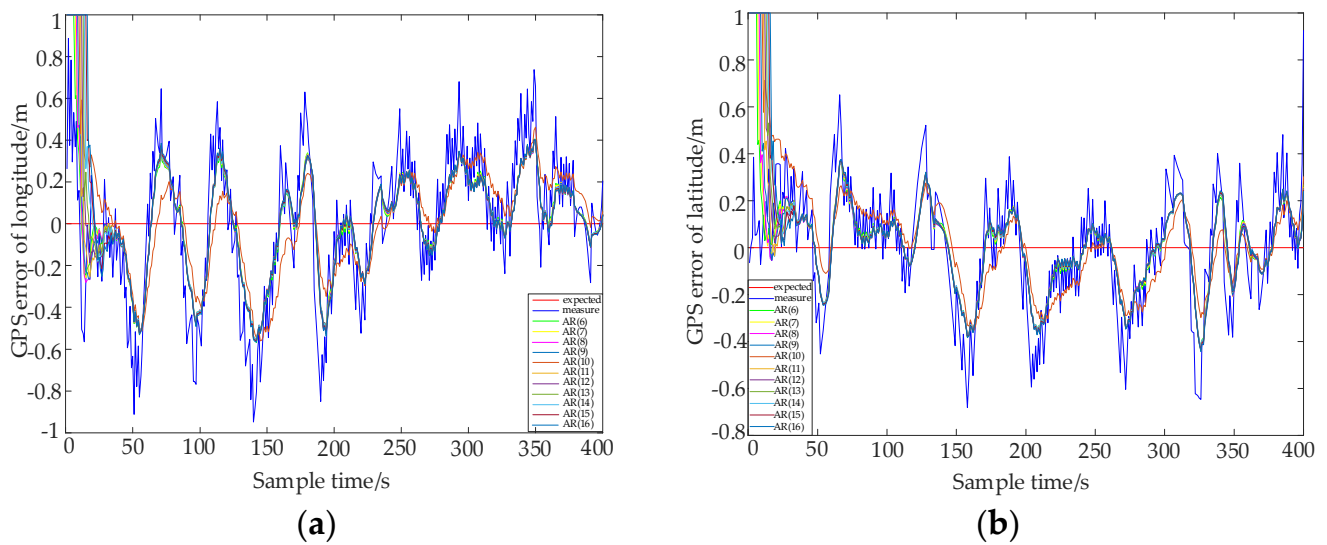 1
0.8
0.6
0.4
0.2
0
-0.2
-0.4
-0.6
-0.8
-1
GPS error of longitude/m
0 50 100 150 200 250 300 350 400
Sample time/s
expected
measure
AR(6)
AR(7)
AR(8)
AR(9)
AR(10)
AR(11)
AR(12)
AR(13)
AR(14)
AR(15)
AR(16)
(a)
1
0.8
0.6
0.4
0.2
0
-0.2
-0.4
-0.6
-0.8
GPS error of latitude/m
0 50 100 150 200 250 300 350 400
Sample time/s
expected
measure
AR(6)
AR(7)
AR(8)
AR(9)
AR(10)
AR(11)
AR(12)
AR(13)
AR(14)
AR(15)
AR(16)
(b)